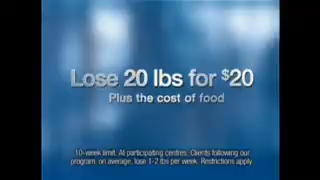 Lose 20 lbs for $20
Plus the cost of food
10-week limit. At participating centres. Clients following our
program, on average, lose 1-2 lbs per week. Restrictions apply